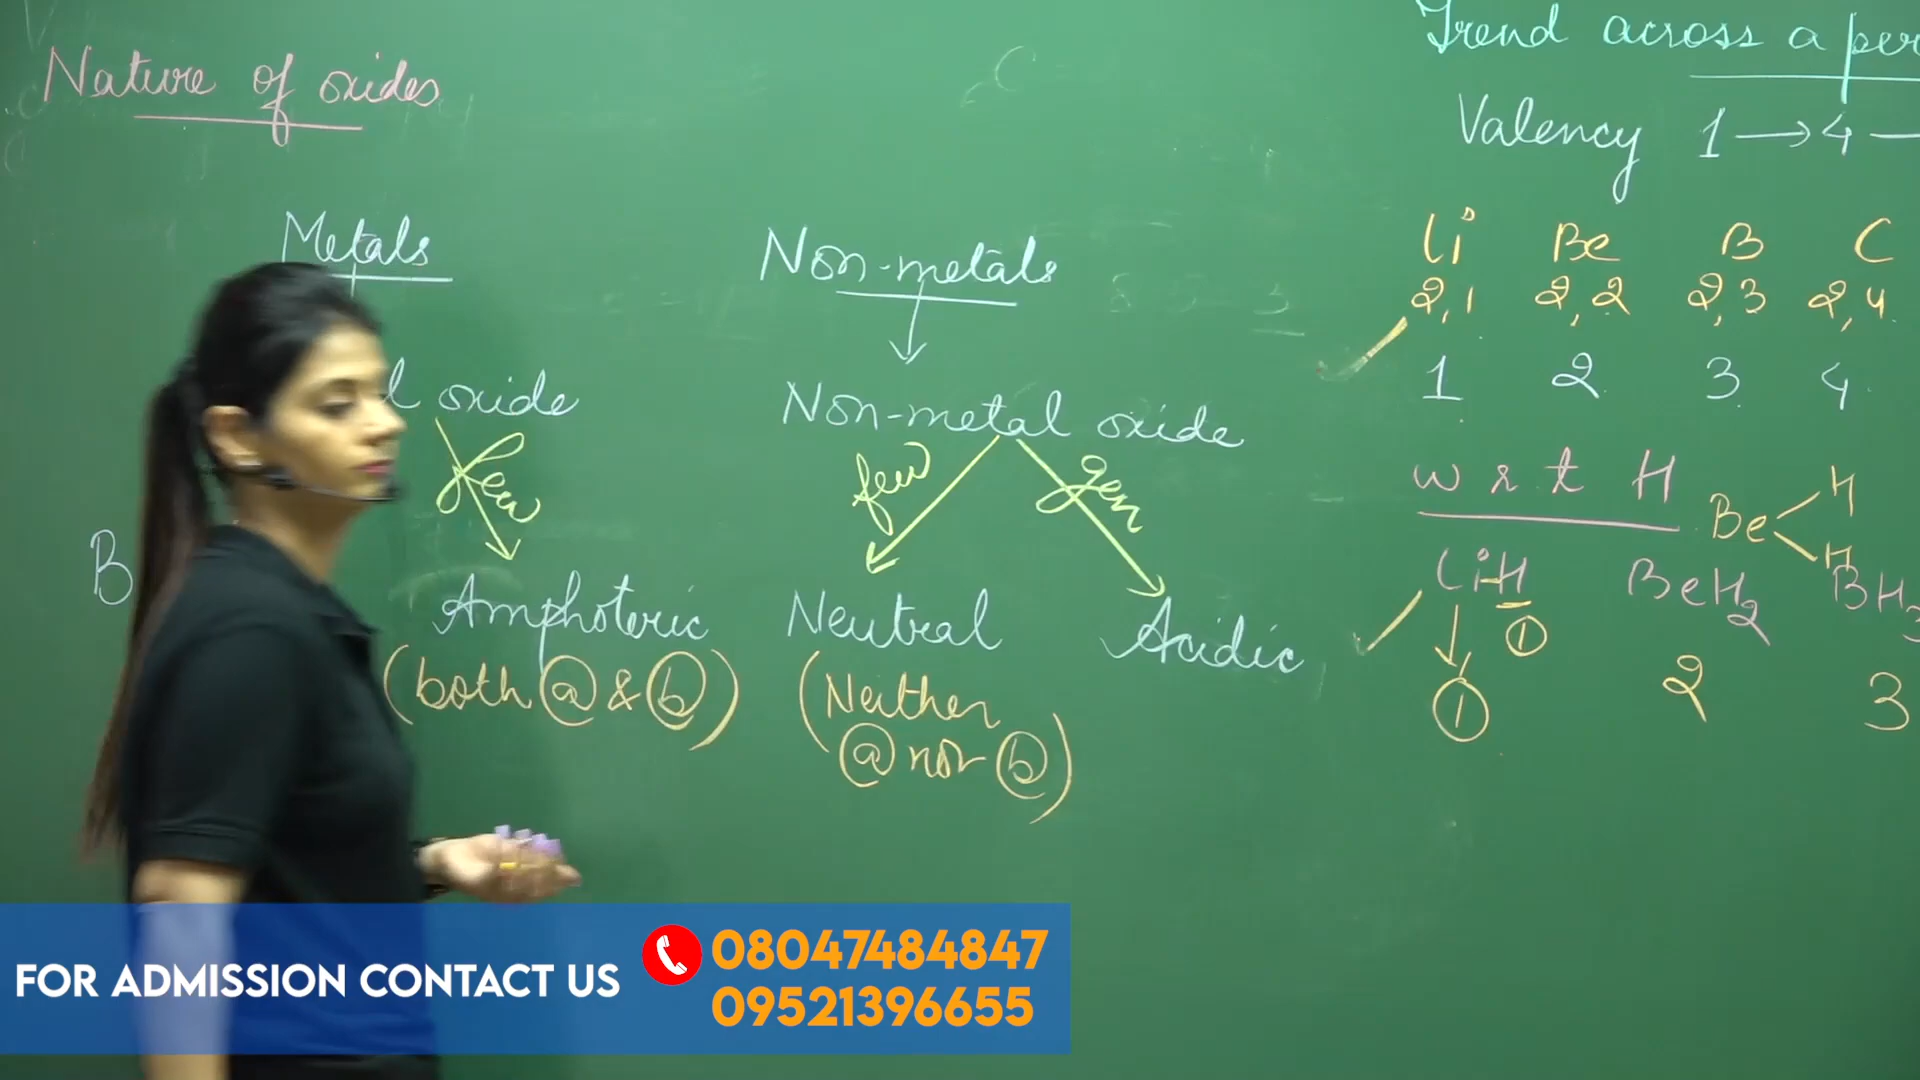 Nature of oxides
Metals
Non-metals
oxide
Non-metal oxide
few
few
gen
B
Amphoteric
Neutral
Acidic
(both a & b)
(Neither
a nor b)
Trend across a per
Valency 1 → 4
Li Be B C
2,1 2,2 2,3 2,4
1 2 3 4
w r t H
Be H
H
LiH BeH2 BH3
1
1 2 3
FOR ADMISSION CONTACT US
08047484847
09521396655